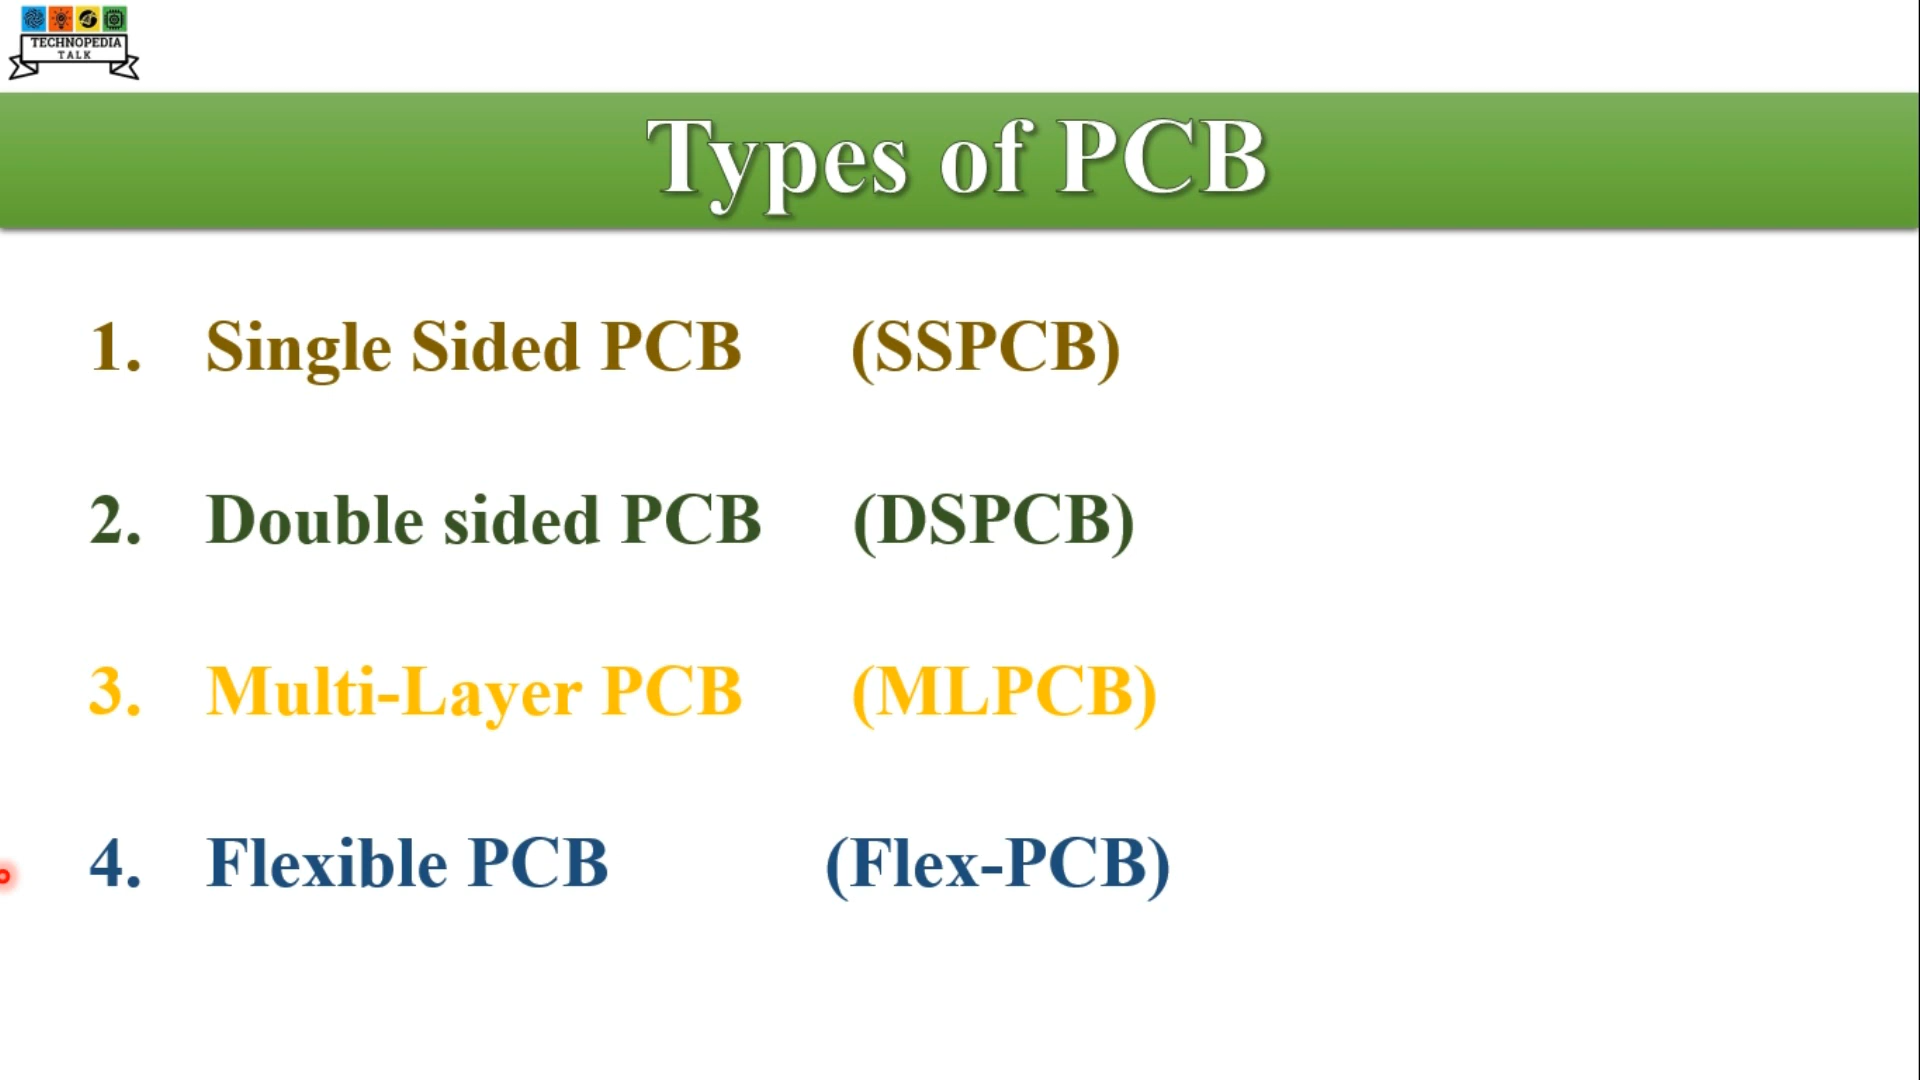 TECHNOPEDIA
TALK
Types of PCB
1. Single Sided PCB (SSPCB)
2. Double sided PCB (DSPCB)
3. Multi-Layer PCB (MLPCB)
4. Flexible PCB (Flex-PCB)